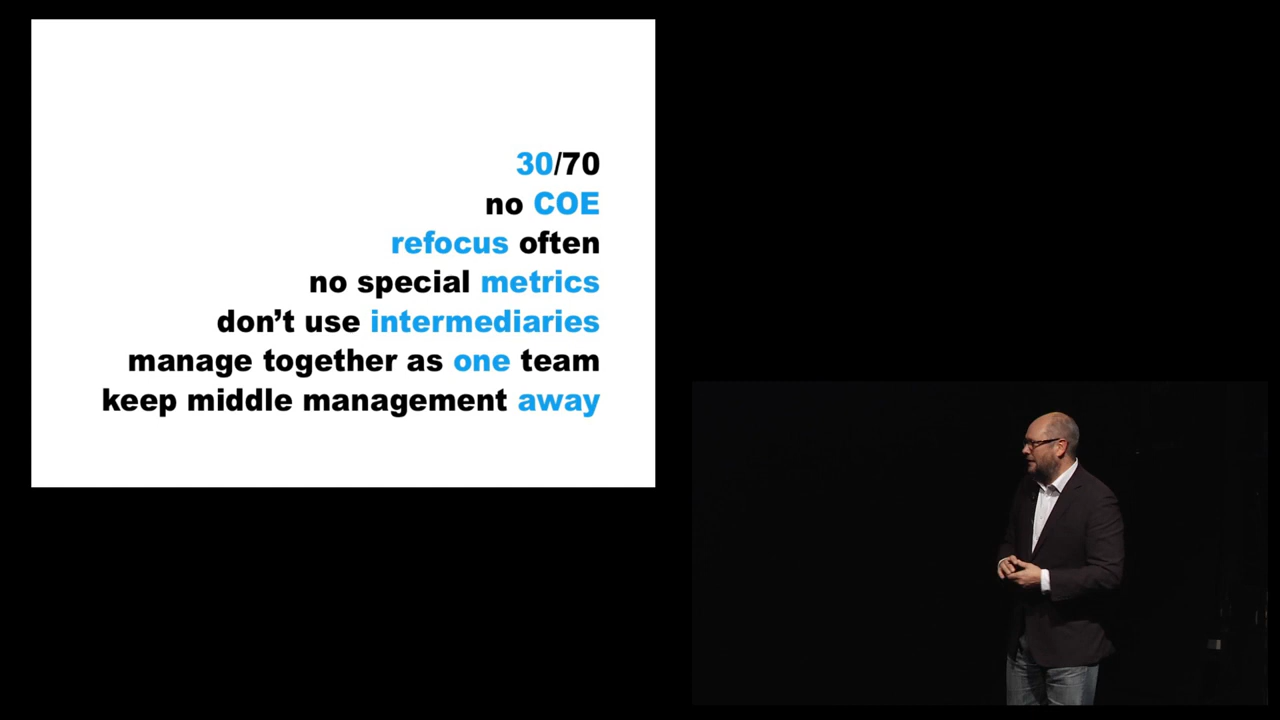 30/70
no COE
refocus often
no special metrics
don’t use intermediaries
manage together as one team
keep middle management away